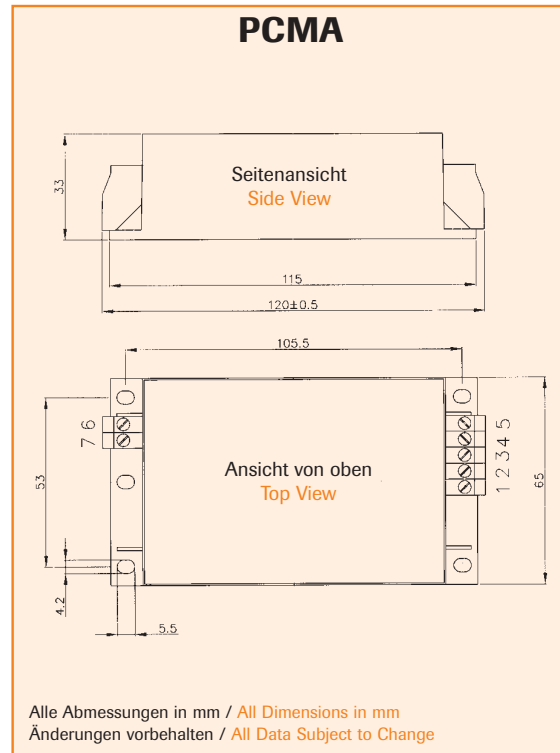 PCMA
33
Seitenansicht
Side View
115
120±0.5
105.5
7 6
53
Ansicht von oben
Top View
1 2 3 4 5
65
4.2
5.5
Alle Abmessungen in mm / All Dimensions in mm
Änderungen vorbehalten / All Data Subject to Change